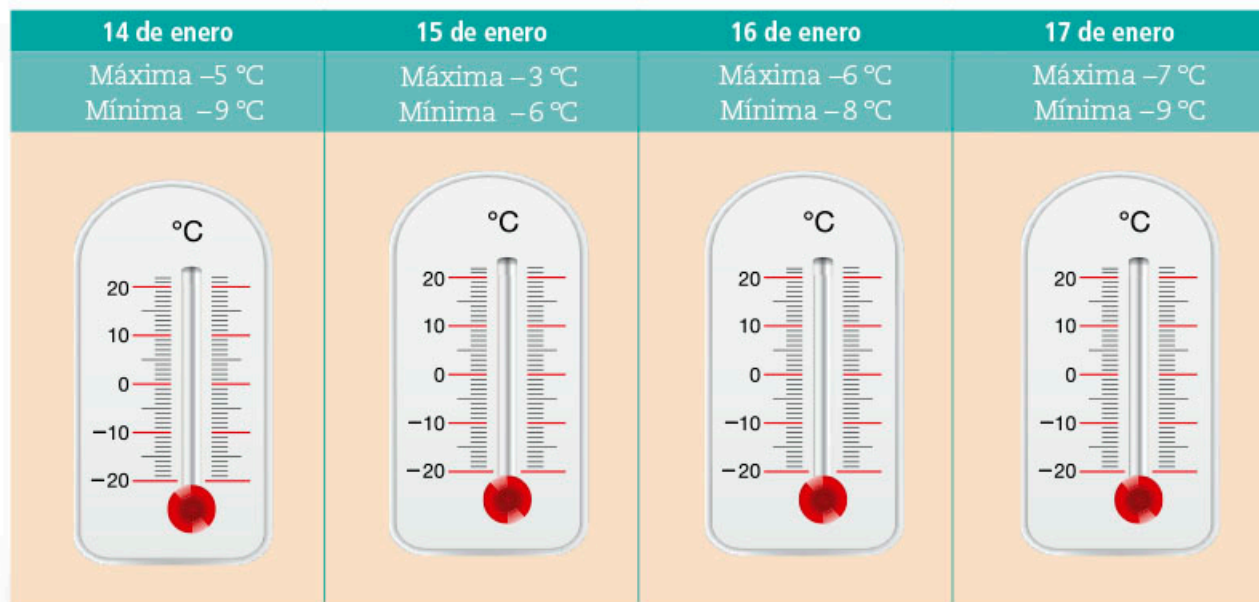 14 de enero
Máxima –5 °C
Mínima –9 °C
°C
20
10
0
–10
–20
15 de enero
Máxima –3 °C
Mínima –6 °C
°C
20
10
0
–10
–20
16 de enero
Máxima –6 °C
Mínima –8 °C
°C
20
10
0
–10
–20
17 de enero
Máxima –7 °C
Mínima –9 °C
°C
20
10
0
–10
–20